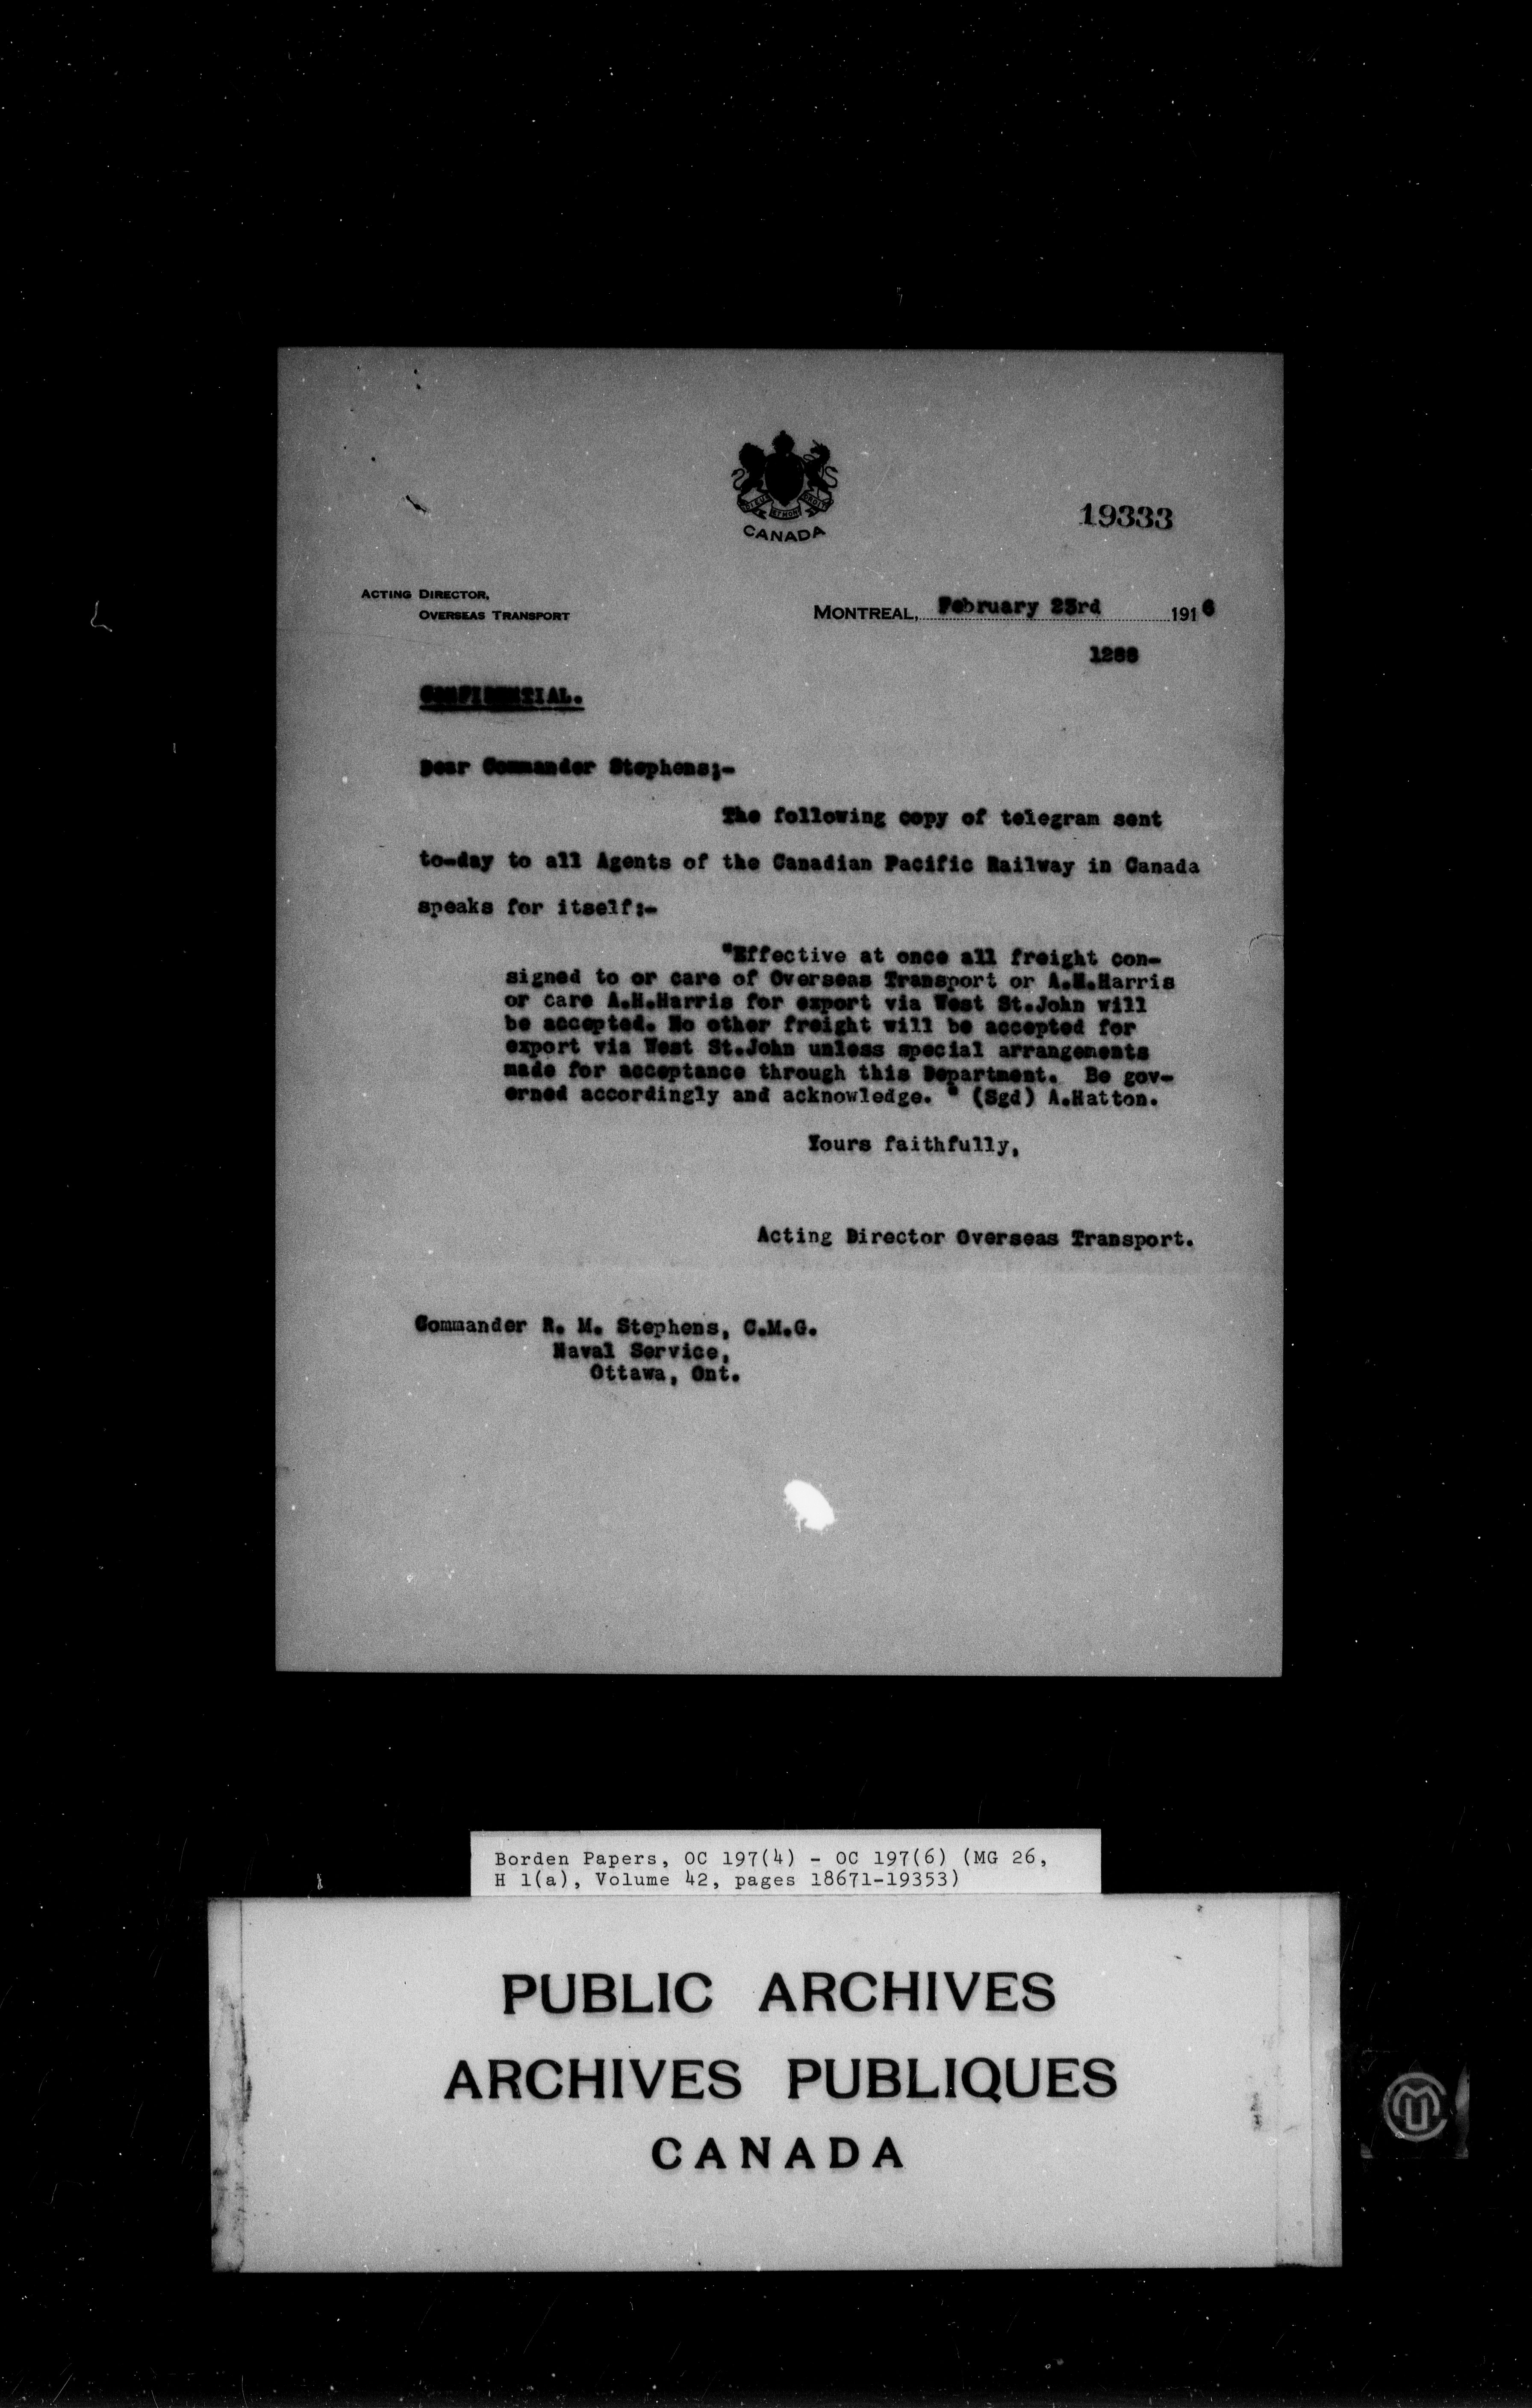 DIEU ET MON DROIT
CANADA
19333
ACTING DIRECTOR,
OVERSEAS TRANSPORT
MONTREAL, February 23rd 1916
CONFIDENTIAL.
Dear Commander Stephens;-
The following copy of telegram sent
to-day to all Agents of the Canadian Pacific Railway in Canada
speaks for itself:-
"Effective at once all freight con-
signed to or care of Overseas Transport or A.H.Harris
or care A.H.Harris for export via West St.John will
be accepted. No other freight will be accepted for
export via West St.John unless special arrangements
made for acceptance through this Department. Be gov-
erned accordingly and acknowledge. " (Sgd) A.Hatton.
Yours faithfully,
Acting Director Overseas Transport.
Commander R. M. Stephens, C.M.G.
Naval Service,
Ottawa, Ont.
Borden Papers, OC 197(4) - OC 197(6) (MG 26,
H 1(a), Volume 42, pages 18671-19353)
PUBLIC ARCHIVES
ARCHIVES PUBLIQUES
CANADA